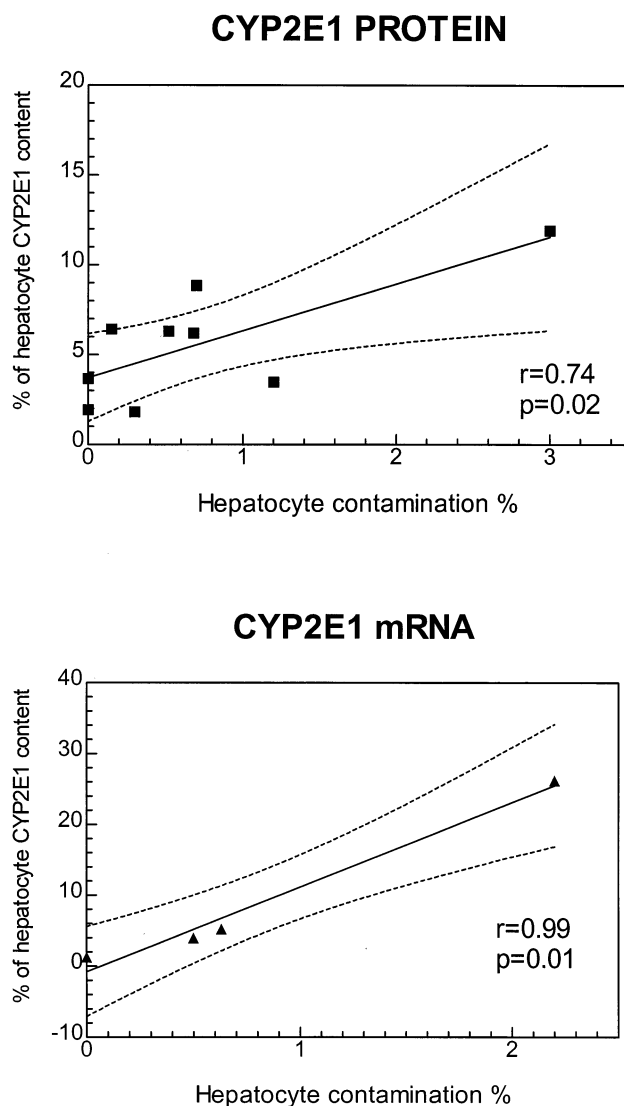 CYP2E1 PROTEIN
% of hepatocyte CYP2E1 content
20
15
10
5
0
0 1 2 3
r=0.74
p=0.02
Hepatocyte contamination %
CYP2E1 mRNA
% of hepatocyte CYP2E1 content
40
30
20
10
0
-10
0 1 2
r=0.99
p=0.01
Hepatocyte contamination %